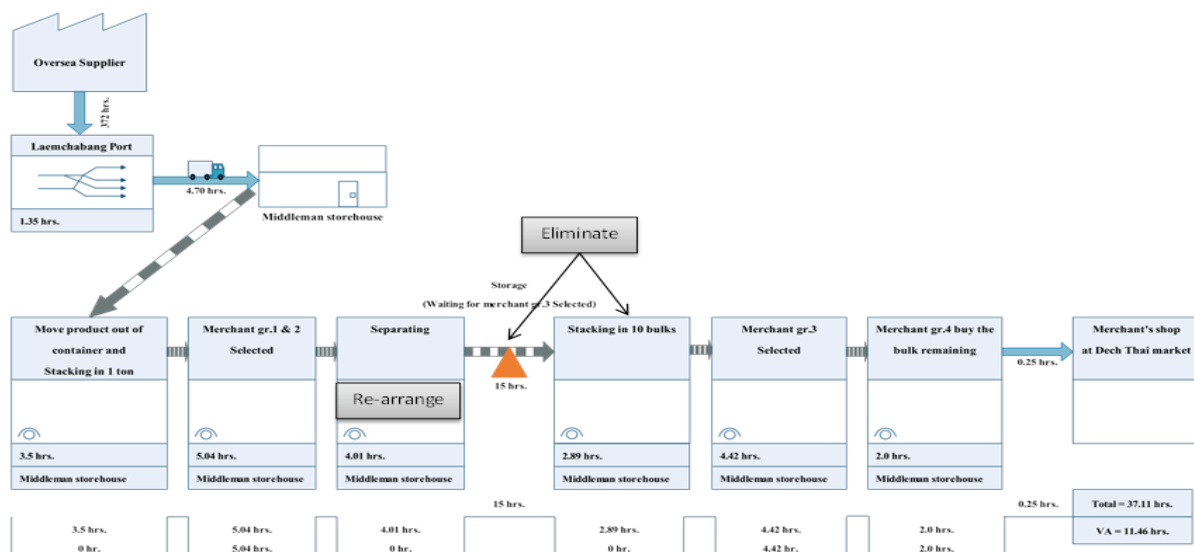 Oversea Supplier
372 hrs.
Laemchabang Port
1.35 hrs.
4.70 hrs.
Middleman storehouse
Eliminate
Storage
(Waiting for merchant gr.3 Selected)
Move product out of
container and
Stacking in 1 ton
3.5 hrs.
Middleman storehouse
Merchant gr.1 & 2
Selected
5.04 hrs.
Middleman storehouse
Separating
Re-arrange
4.01 hrs.
Middleman storehouse
15 hrs.
Stacking in 10 bulks
2.89 hrs.
Middleman storehouse
Merchant gr.3
Selected
4.42 hrs.
Middleman storehouse
Merchant gr.4 buy the
bulk remaining
2.0 hrs.
Middleman storehouse
0.25 hrs.
Merchant's shop
at Dech Thai market
15 hrs.
0.25 hrs.
Total = 37.11 hrs.
3.5 hrs.
5.04 hrs.
4.01 hrs.
2.89 hrs.
4.42 hrs.
2.0 hrs.
VA = 11.46 hrs.
0 hr.
5.04 hrs.
0 hr.
0 hr.
4.42 hr.
2.0 hrs.